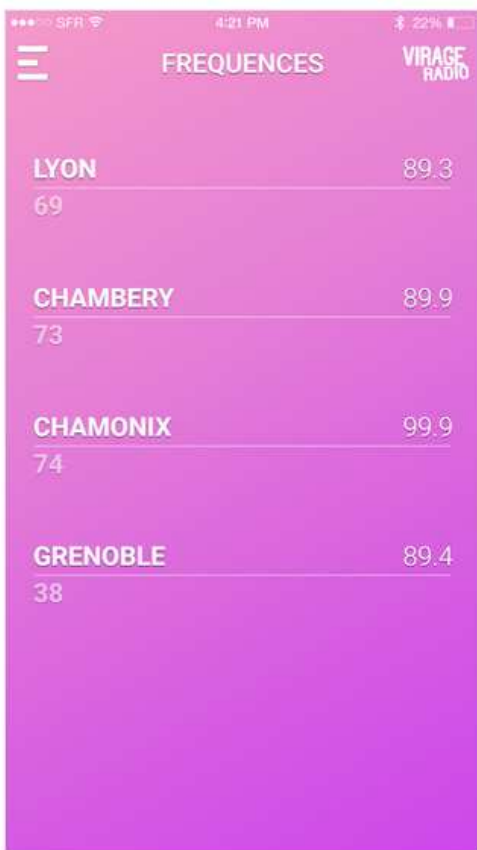 SFR 4:21 PM 22%
FREQUENCES VIRAGE
RADIO
LYON 89.3
69
CHAMBERY 89.9
73
CHAMONIX 99.9
74
GRENOBLE 89.4
38